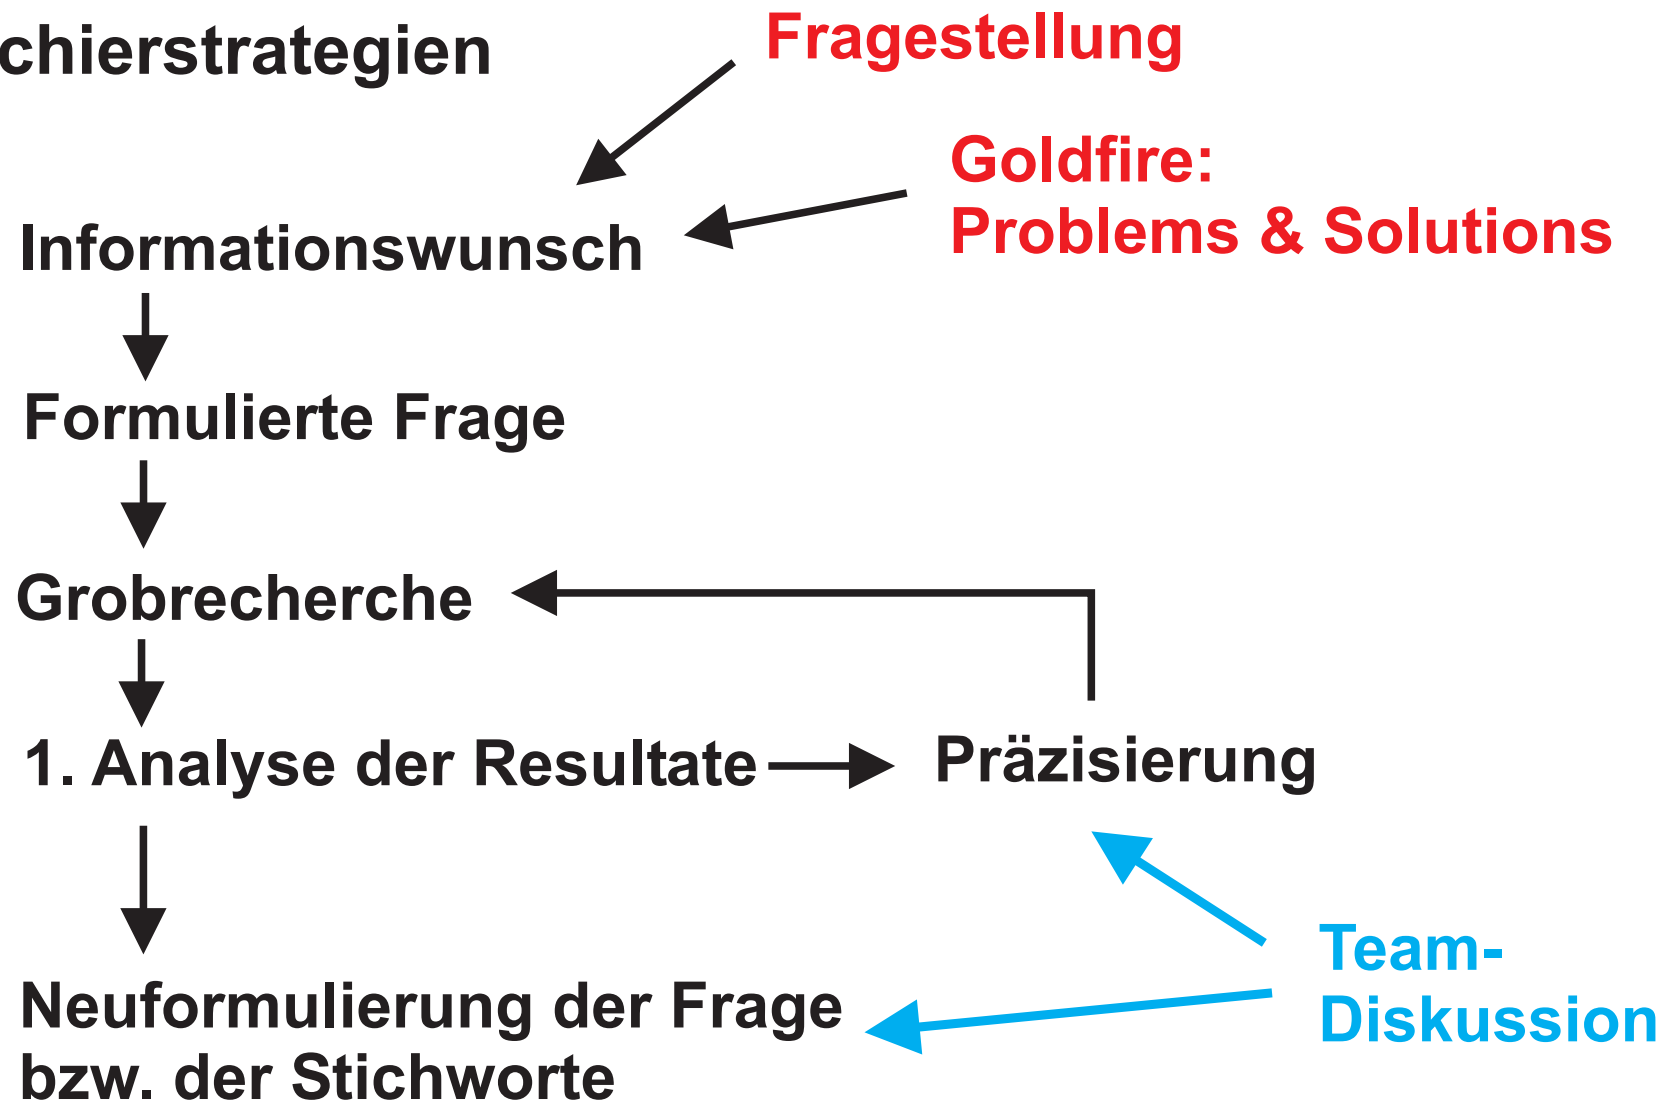 chierstrategien
Fragestellung
Goldfire:
Problems & Solutions
Informationswunsch
Formulierte Frage
Grobrecherche
1. Analyse der Resultate
Präzisierung
Team-
Diskussion
Neuformulierung der Frage
bzw. der Stichworte